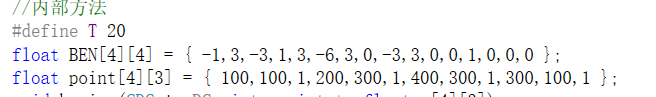 //内部方法
#define T 20
float BEN[4][4] = { -1,3,-3,1,3,-6,3,0,-3,3,0,0,1,0,0,0 };
float point[4][3] = { 100,100,1,200,300,1,400,300,1,300,100,1 };